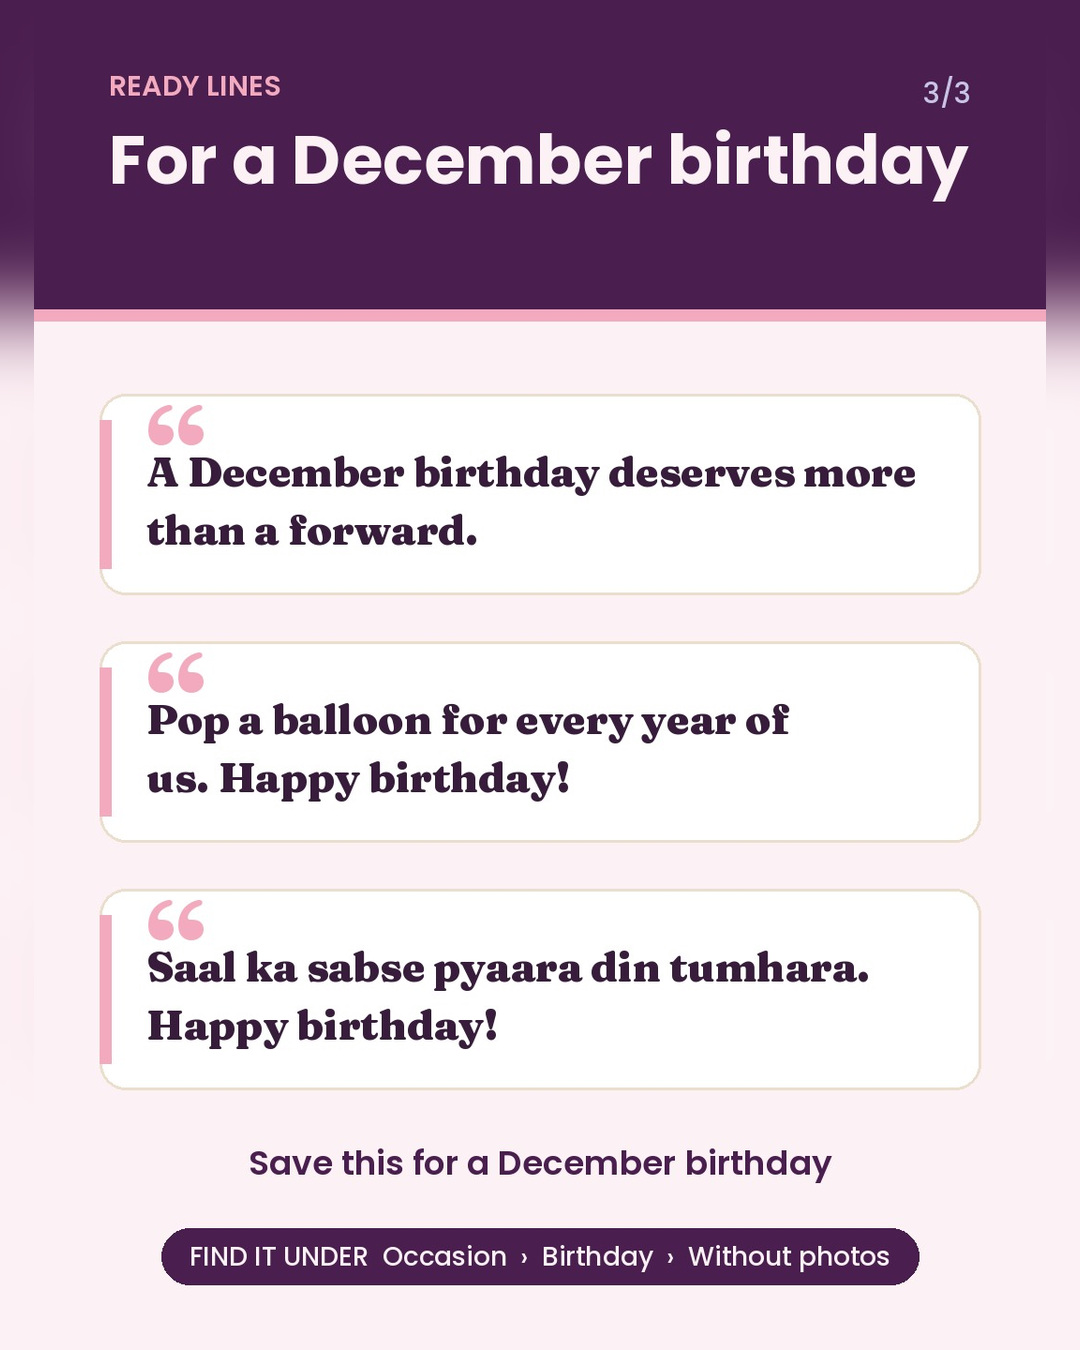 READY LINES
3/3
For a December birthday
“
A December birthday deserves more
than a forward.
“
Pop a balloon for every year of
us. Happy birthday!
“
Saal ka sabse pyaara din tumhara.
Happy birthday!
Save this for a December birthday
FIND IT UNDER Occasion › Birthday › Without photos